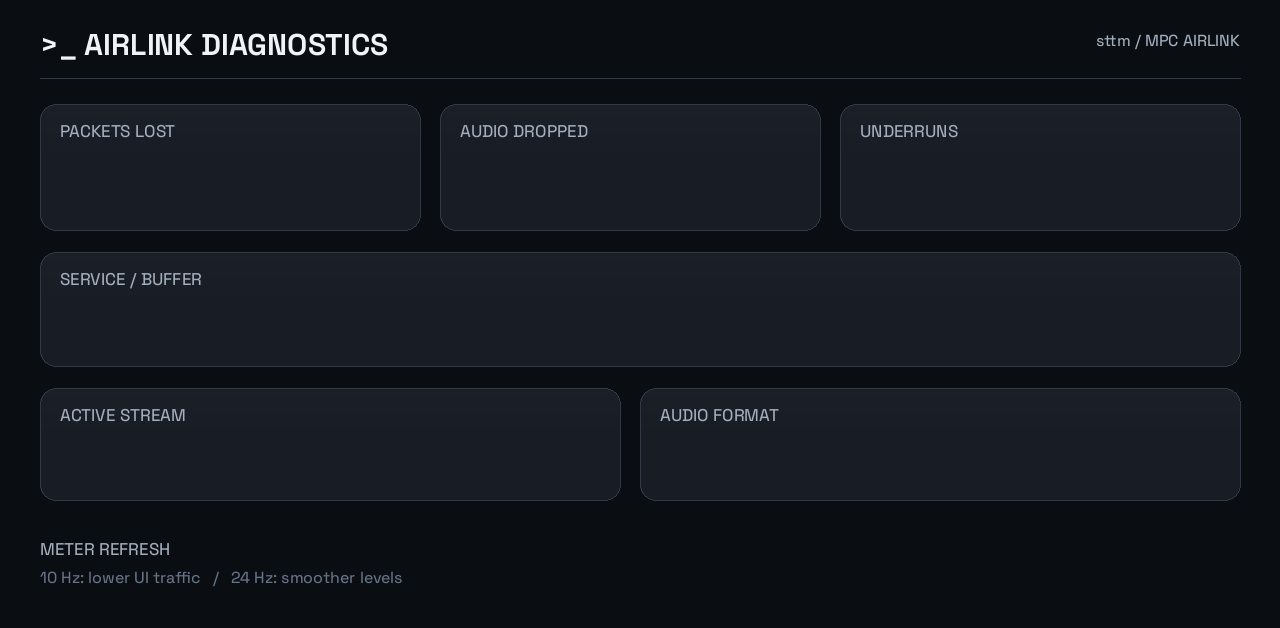 >_ AIRLINK DIAGNOSTICS
sttm / MPC AIRLINK
PACKETS LOST
AUDIO DROPPED
UNDERRUNS
SERVICE / BUFFER
ACTIVE STREAM
AUDIO FORMAT
METER REFRESH
10 Hz: lower UI traffic / 24 Hz: smoother levels